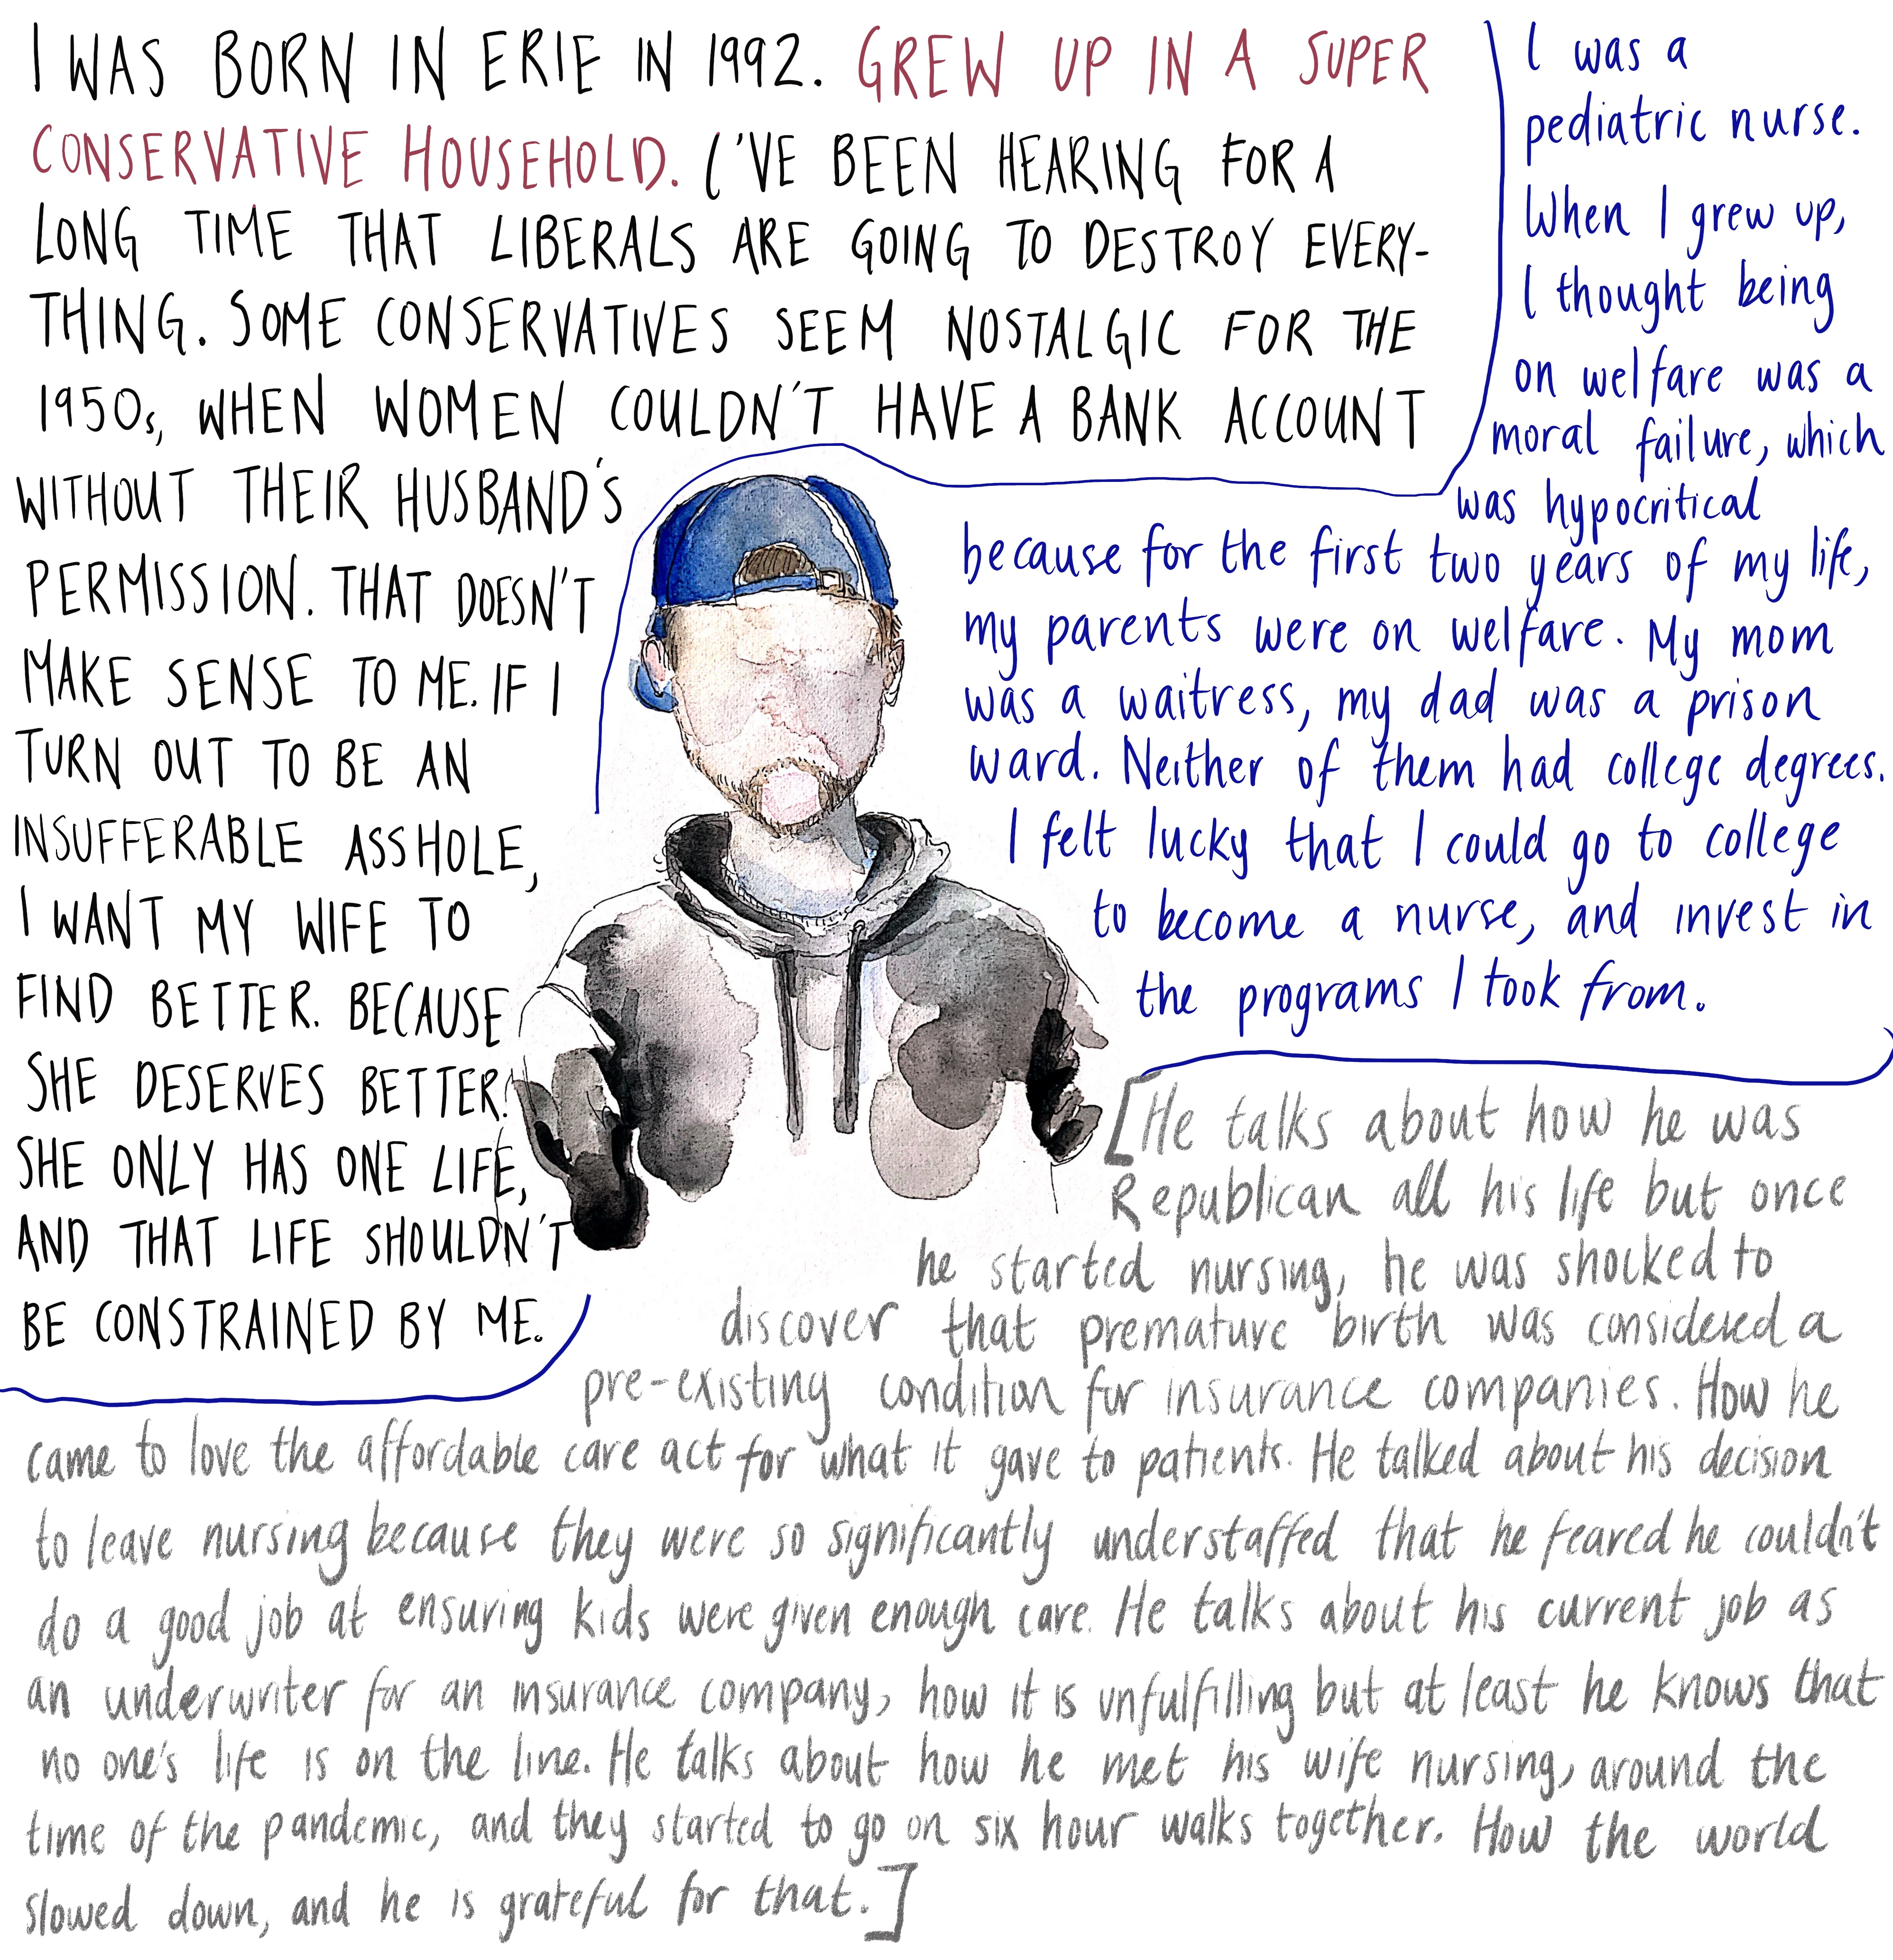 I WAS BORN IN ERIE IN 1992. GREW UP IN A SUPER
CONSERVATIVE HOUSEHOLD. I'VE BEEN HEARING FOR A
LONG TIME THAT LIBERALS ARE GOING TO DESTROY EVERY-
THING. SOME CONSERVATIVES SEEM NOSTALGIC FOR THE
1950s, WHEN WOMEN COULDN'T HAVE A BANK ACCOUNT
WITHOUT THEIR HUSBAND'S
PERMISSION. THAT DOESN'T
MAKE SENSE TO ME. IF I
TURN OUT TO BE AN
INSUFFERABLE ASSHOLE,
I WANT MY WIFE TO
FIND BETTER. BECAUSE
SHE DESERVES BETTER!
SHE ONLY HAS ONE LIFE,
AND THAT LIFE SHOULDN'T
BE CONSTRAINED BY ME.
I was a
pediatric nurse.
When I grew up,
I thought being
on welfare was a
moral failure, which
was hypocritical
because for the first two years of my life,
my parents were on welfare. My mom
was a waitress, my dad was a prison
ward. Neither of them had college degrees.
I felt lucky that I could go to college
to become a nurse, and invest in
the programs I took from.
[He talks about how he was
Republican all his life but once
he started nursing, he was shocked to
discover that premature birth was considered a
pre-existing condition for insurance companies. How he
came to love the affordable care act for what it gave to patients. He talked about his decision
to leave nursing because they were so significantly understaffed that he feared he couldn't
do a good job at ensuring kids were given enough care. He talks about his current job as
an underwriter for an insurance company, how it is unfulfilling but at least he knows that
no one's life is on the line. He talks about how he met his wife nursing, around the
time of the pandemic, and they started to go on six hour walks together. How the world
slowed down, and he is grateful for that.]